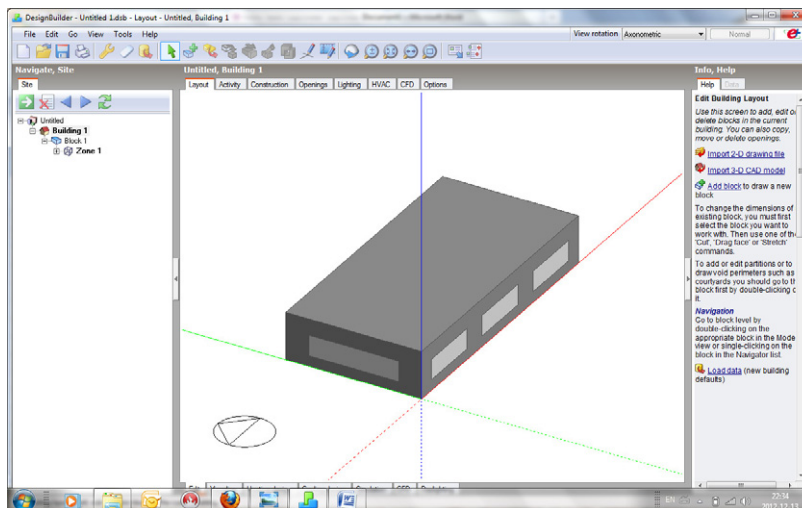 DesignBuilder - Untitled 1.dsb - Layout - Untitled, Building 1
File Edit Go View Tools Help
View rotation Axonometric Normal
Navigate, Site
Untitled, Building 1
Info, Help
Site
Layout Activity Construction Openings Lighting HVAC CFD Options
Help Data
Untitled
Building 1
Block 1
Zone 1
Edit Building Layout
Use this screen to add, edit or
delete blocks in the current
building. You can also copy,
move or delete openings.
Import 2-D drawing file
Import 3-D CAD model
Add block to draw a new
block
To change the dimensions of
existing block, you must first
select the block you want to
work with. Then use one of the
'Cut', 'Drag face' or 'Stretch'
commands.
To add or edit partitions or to
draw void perimeters such as
courtyards you should go to th
block first by double-clicking o
it.
Navigation
Go to block level by
double-clicking on the
appropriate block in the Mode
view or single-clicking on the
block in the Navigator list.
Load data (new building
defaults)
EN
22:34
2012-12-13